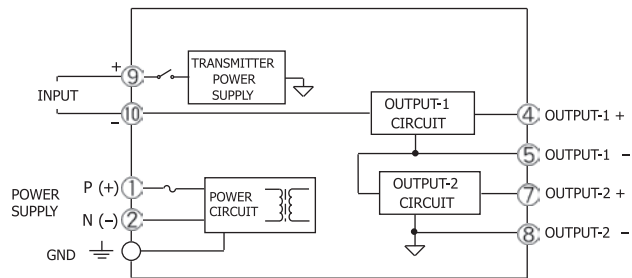 +
9
TRANSMITTER
POWER
SUPPLY
INPUT
10
−
OUTPUT-1
CIRCUIT
4 OUTPUT-1 +
5 OUTPUT-1 −
P (+) 1
POWER
SUPPLY
N (−) 2
POWER
CIRCUIT
OUTPUT-2
CIRCUIT
7 OUTPUT-2 +
8 OUTPUT-2 −
GND